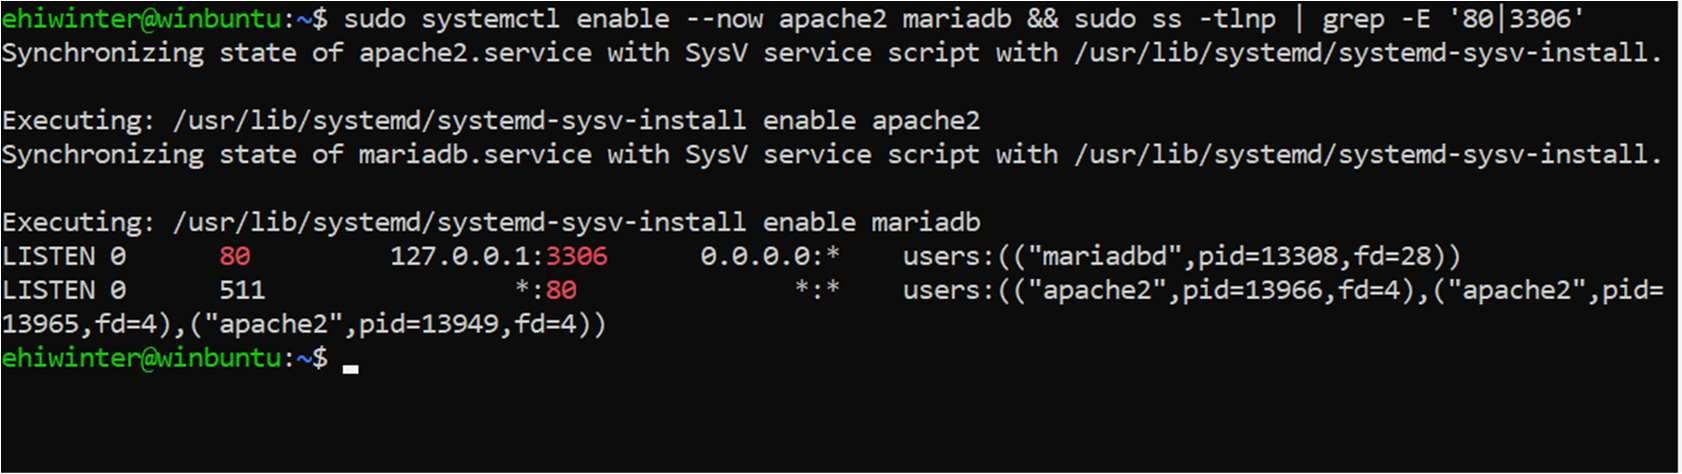 ehiwinter@winbuntu:~$ sudo systemctl enable --now apache2 mariadb && sudo ss -tlnp | grep -E '80|3306'
Synchronizing state of apache2.service with SysV service script with /usr/lib/systemd/systemd-sysv-install.
Executing: /usr/lib/systemd/systemd-sysv-install enable apache2
Synchronizing state of mariadb.service with SysV service script with /usr/lib/systemd/systemd-sysv-install.
Executing: /usr/lib/systemd/systemd-sysv-install enable mariadb
LISTEN 0      80         127.0.0.1:3306      0.0.0.0:*    users:(("mariadbd",pid=13308,fd=28))
LISTEN 0      511                *:80              *:*    users:(("apache2",pid=13966,fd=4),("apache2",pid=
13965,fd=4),("apache2",pid=13949,fd=4))
ehiwinter@winbuntu:~$